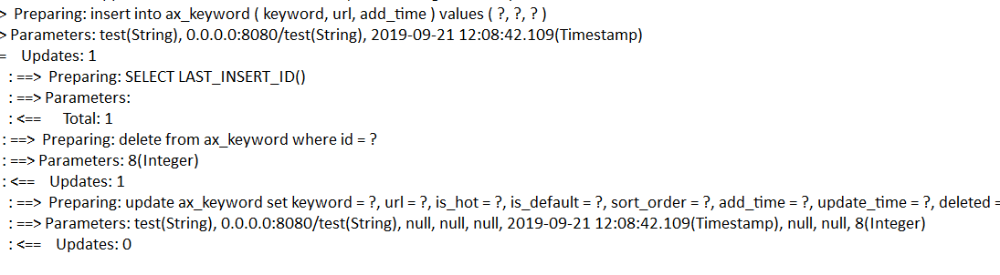 > Preparing: insert into ax_keyword ( keyword, url, add_time ) values ( ?, ?, ? )
> Parameters: test(String), 0.0.0.0:8080/test(String), 2019-09-21 12:08:42.109(Timestamp)
= Updates: 1
: ==> Preparing: SELECT LAST_INSERT_ID()
: ==> Parameters:
: <== Total: 1
: ==> Preparing: delete from ax_keyword where id = ?
: ==> Parameters: 8(Integer)
: <== Updates: 1
: ==> Preparing: update ax_keyword set keyword = ?, url = ?, is_hot = ?, is_default = ?, sort_order = ?, add_time = ?, update_time = ?, deleted =
: ==> Parameters: test(String), 0.0.0.0:8080/test(String), null, null, null, 2019-09-21 12:08:42.109(Timestamp), null, null, 8(Integer)
: <== Updates: 0